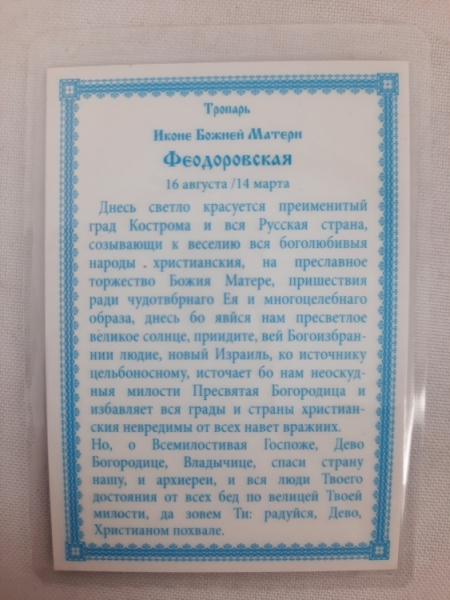 Тропарь
Иконе Божией Матери
Феодоровская
16 августа /14 марта
Днесь светло красуется преименитый
град Кострома и вся Русская страна,
созывающи к веселию вся боголюбивыя
народы . христианския, на преславное
торжество Божия Матере, пришествия
ради чудотвбрнаго Ея и многоцелебнаго
образа, днесь бо явйся нам пресветлое
великое солнце, приидите, вей Богоизбран-
нии людие, новый Израиль, ко источнику
цельбоносному, источает бо нам неоскуд-
ныя милости Пресвятая Богородица и
избавляет вся грады и страны христиан-
ския невредимы от всех навет вражних.
Но, о Всемилостивая Госпоже, Дево
Богородице, Владычице, спаси страну
нашу, и архиереи, и вся люди Твоего
достояния от всех бед по велицей Твоей
милости, да зовем Ти: радуйся, Дево,
Христианом похвале.